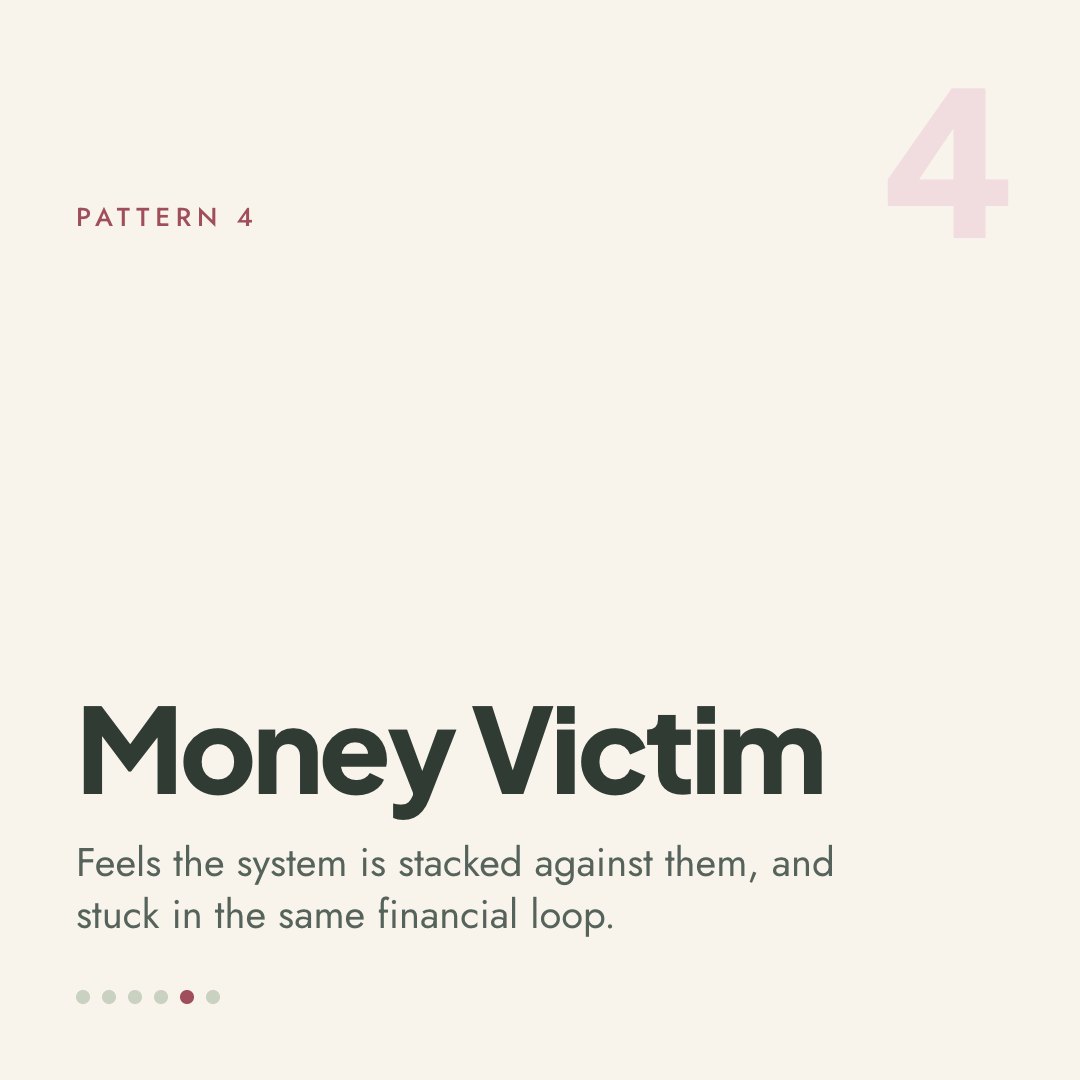 4
PATTERN 4
Money Victim
Feels the system is stacked against them, and
stuck in the same financial loop.